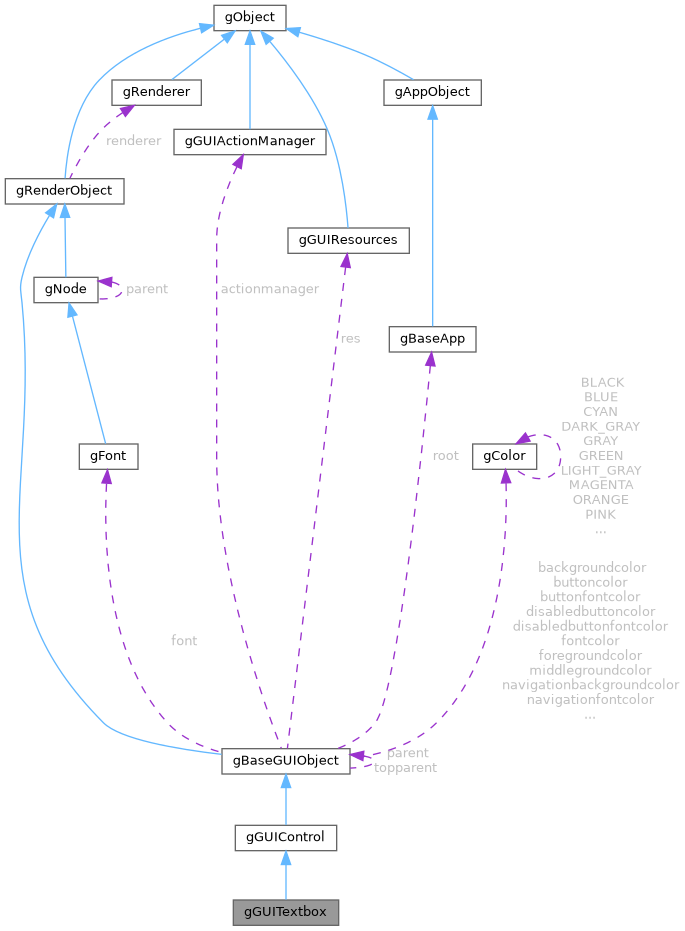 gObject
gRenderer
gAppObject
gGUIActionManager
renderer
gRenderObject
gGUIResources
gNode
parent
actionmanager
res
gBaseApp
BLACK
BLUE
CYAN
DARK_GRAY
GRAY
GREEN
LIGHT_GRAY
MAGENTA
ORANGE
PINK
...
gFont
root
gColor
backgroundcolor
buttoncolor
buttonfontcolor
disabledbuttoncolor
disabledbuttonfontcolor
fontcolor
foregroundcolor
middlegroundcolor
navigationbackgroundcolor
navigationfontcolor
...
font
gBaseGUIObject
parent
topparent
gGUIControl
gGUITextbox